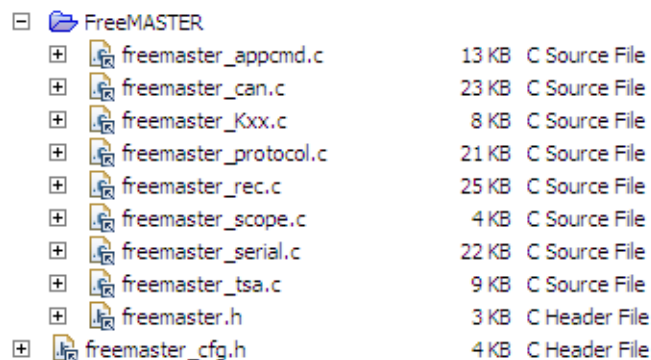 FreeMASTER
freemaster_appcmd.c 13 KB C Source File
freemaster_can.c 23 KB C Source File
freemaster_Kxx.c 8 KB C Source File
freemaster_protocol.c 21 KB C Source File
freemaster_rec.c 25 KB C Source File
freemaster_scope.c 4 KB C Source File
freemaster_serial.c 22 KB C Source File
freemaster_tsa.c 9 KB C Source File
freemaster.h 3 KB C Header File
freemaster_cfg.h 4 KB C Header File